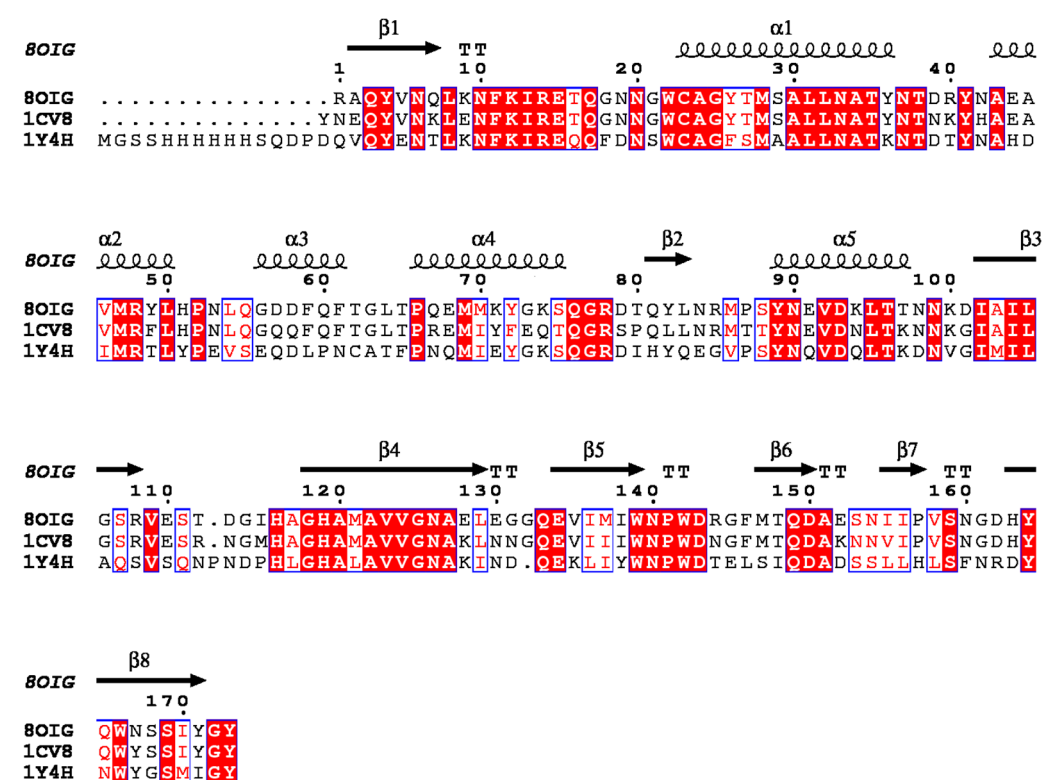 β1 α1
8OIG TT
1 10 20 30 40
8OIG ...............RAQYVNQLKNFKIRETQGNNGWCAGYTMSALLNATYNTDRYNAEA
1CV8 ..............YNEQYVNKLENFKIRETQGNNGWCAGYTMSALLNATYNTNKYHAEA
1Y4H MGSSHHHHHHSQDPDQVQYENTLKNFKIREQQFDNSWCAGFSMAALLNATKNTDTYNAHD
α2 α3 α4 β2 α5 β3
8OIG
50 60 70 80 90 100
8OIG VMRYLHPNLQGDDFQFTGLTPQEMMKYGKSQGRDTQYLNRMPSYNEVDKLTTNNKDIAIL
1CV8 VMRFLHPNLQGQQFQFTGLTPREMIYFEQTQGRSPQLLNRMTTYNEVDNLTKNNKGIAIL
1Y4H IMRTLYPEVSEQDLPNCATFPNQMIEYGKSQGRDIHYQEGVPSYNQVDQLTKDNVGIMIL
β4 β5 β6 β7
8OIG TT TT TT TT
110 120 130 140 150 160
8OIG GSRVEST.DGIHAGHAMAVVGNAELEGGQEVIMIWNPWDRGFMTQDAESNIIPVSNGDHY
1CV8 GSRVESR.NGMHAGHAMAVVGNAKLNNGQEVIIIWNPWDNGFMTQDAKNNVIPVSNGDHY
1Y4H AQSVSQNPNDPHLGHALAVVGNAKIND.QEKLIYWNPWDTELSIQDADSSLLHLSFNRDY
β8
8OIG
170
8OIG QWNSSIYGY
1CV8 QWYSSIYGY
1Y4H NWYGSMIGY